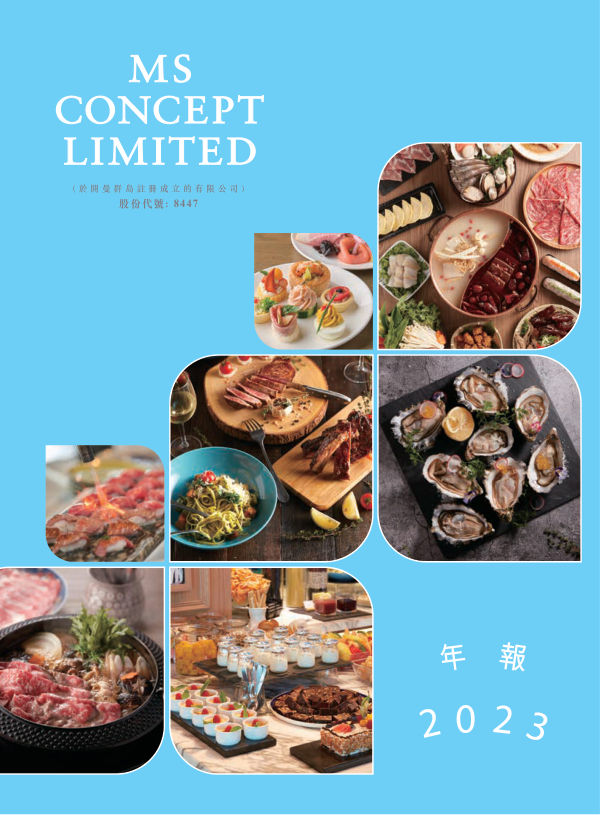 MS
CONCEPT
LIMITED
(於開曼群島註冊成立的有限公司)
股份代號: 8447
年 報
2023